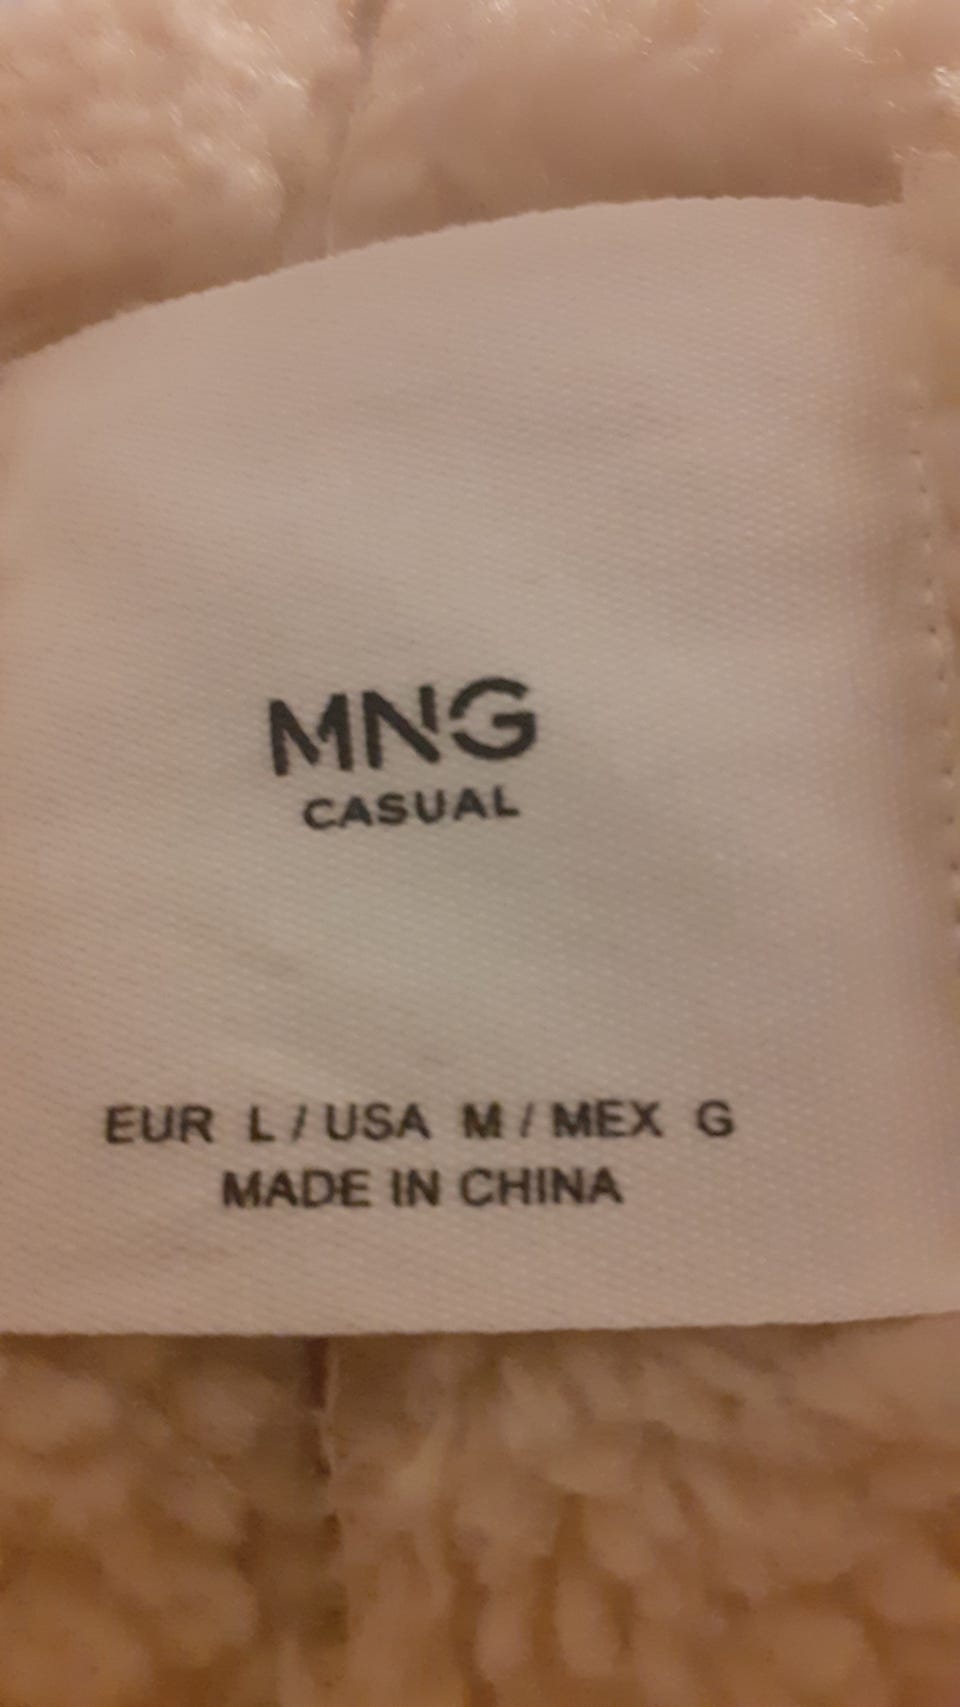 MNG
CASUAL
EUR L / USA M / MEX G
MADE IN CHINA